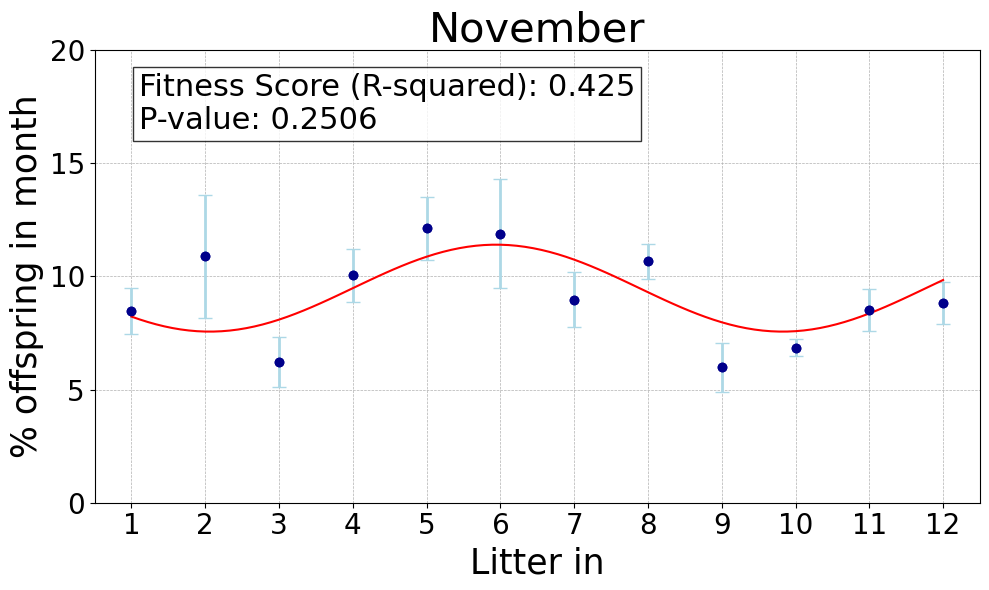 November
Fitness Score (R-squared): 0.425
P-value: 0.2506
% offspring in month
20
15
10
5
0
1 2 3 4 5 6 7 8 9 10 11 12
Litter in